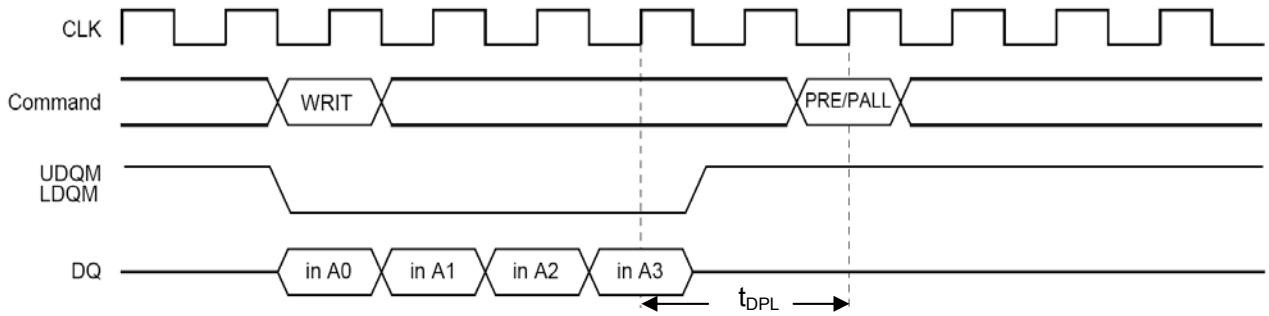 CLK
Command
WRIT
PRE/PALL
UDQM
LDQM
DQ
in A0
in A1
in A2
in A3
tDPL